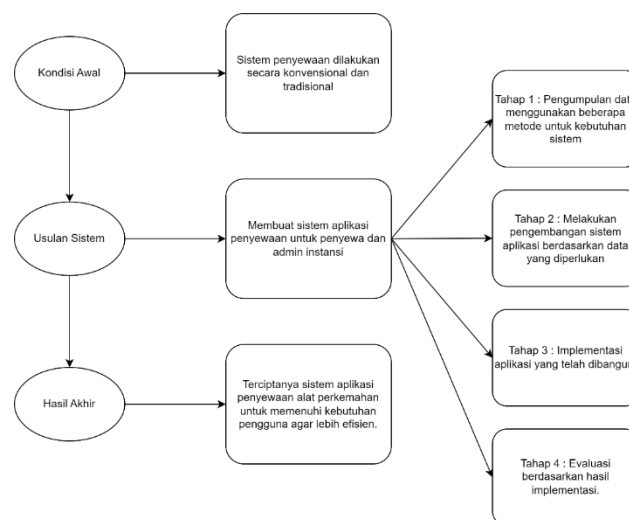 Kondisi Awal
Sistem penyewaan dilakukan
secara konvensional dan
tradisional
Usulan Sistem
Membuat sistem aplikasi
penyewaan untuk penyewa dan
admin instansi
Hasil Akhir
Terciptanya sistem aplikasi
penyewaan alat perkemahan
untuk memenuhi kebutuhan
pengguna agar lebih efisien.
Tahap 1 : Pengumpulan dat
menggunakan beberapa
metode untuk kebutuhan
sistem
Tahap 2 : Melakukan
pengembangan sistem
aplikasi berdasarkan data
yang diperlukan
Tahap 3 : Implementasi
aplikasi yang telah dibangun
Tahap 4 : Evaluasi
berdasarkan hasil
implementasi.